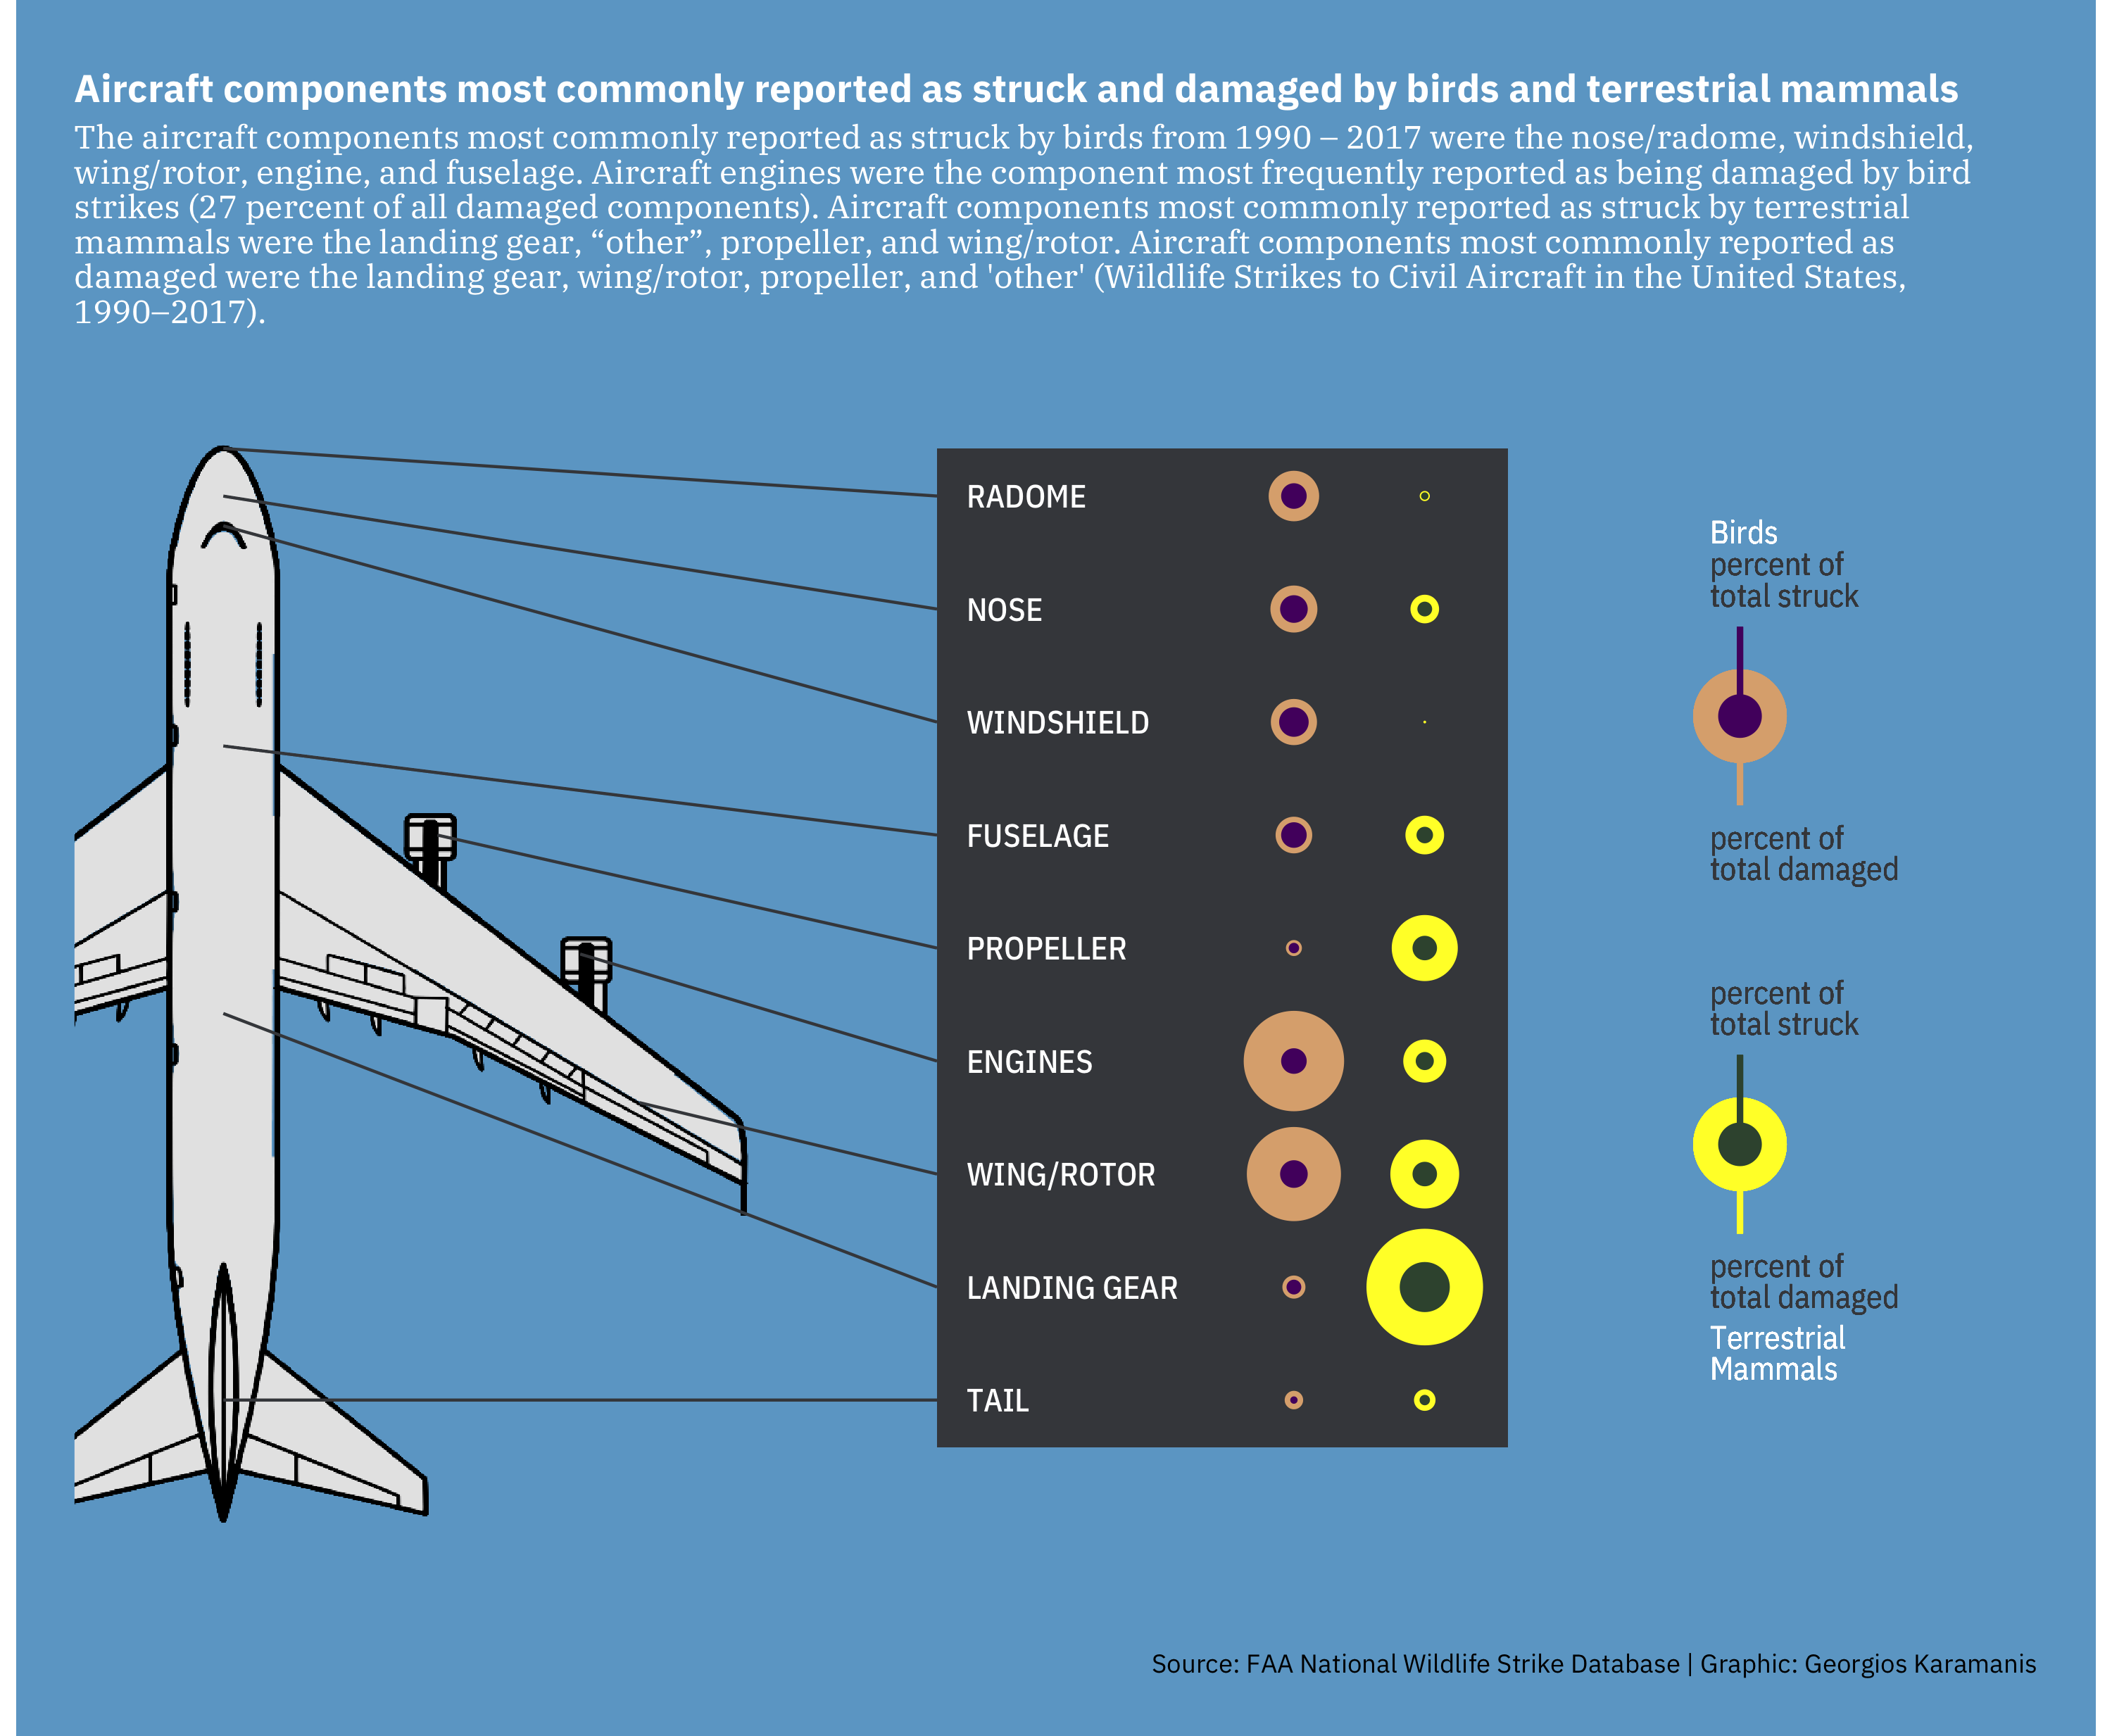 Aircraft components most commonly reported as struck and damaged by birds and terrestrial mammals
The aircraft components most commonly reported as struck by birds from 1990 – 2017 were the nose/radome, windshield,
wing/rotor, engine, and fuselage. Aircraft engines were the component most frequently reported as being damaged by bird
strikes (27 percent of all damaged components). Aircraft components most commonly reported as struck by terrestrial
mammals were the landing gear, “other”, propeller, and wing/rotor. Aircraft components most commonly reported as
damaged were the landing gear, wing/rotor, propeller, and 'other' (Wildlife Strikes to Civil Aircraft in the United States,
1990–2017).
RADOME
NOSE
WINDSHIELD
FUSELAGE
PROPELLER
ENGINES
WING/ROTOR
LANDING GEAR
TAIL
Birds
percent of
total struck
percent of
total damaged
percent of
total struck
percent of
total damaged
Terrestrial
Mammals
Source: FAA National Wildlife Strike Database | Graphic: Georgios Karamanis